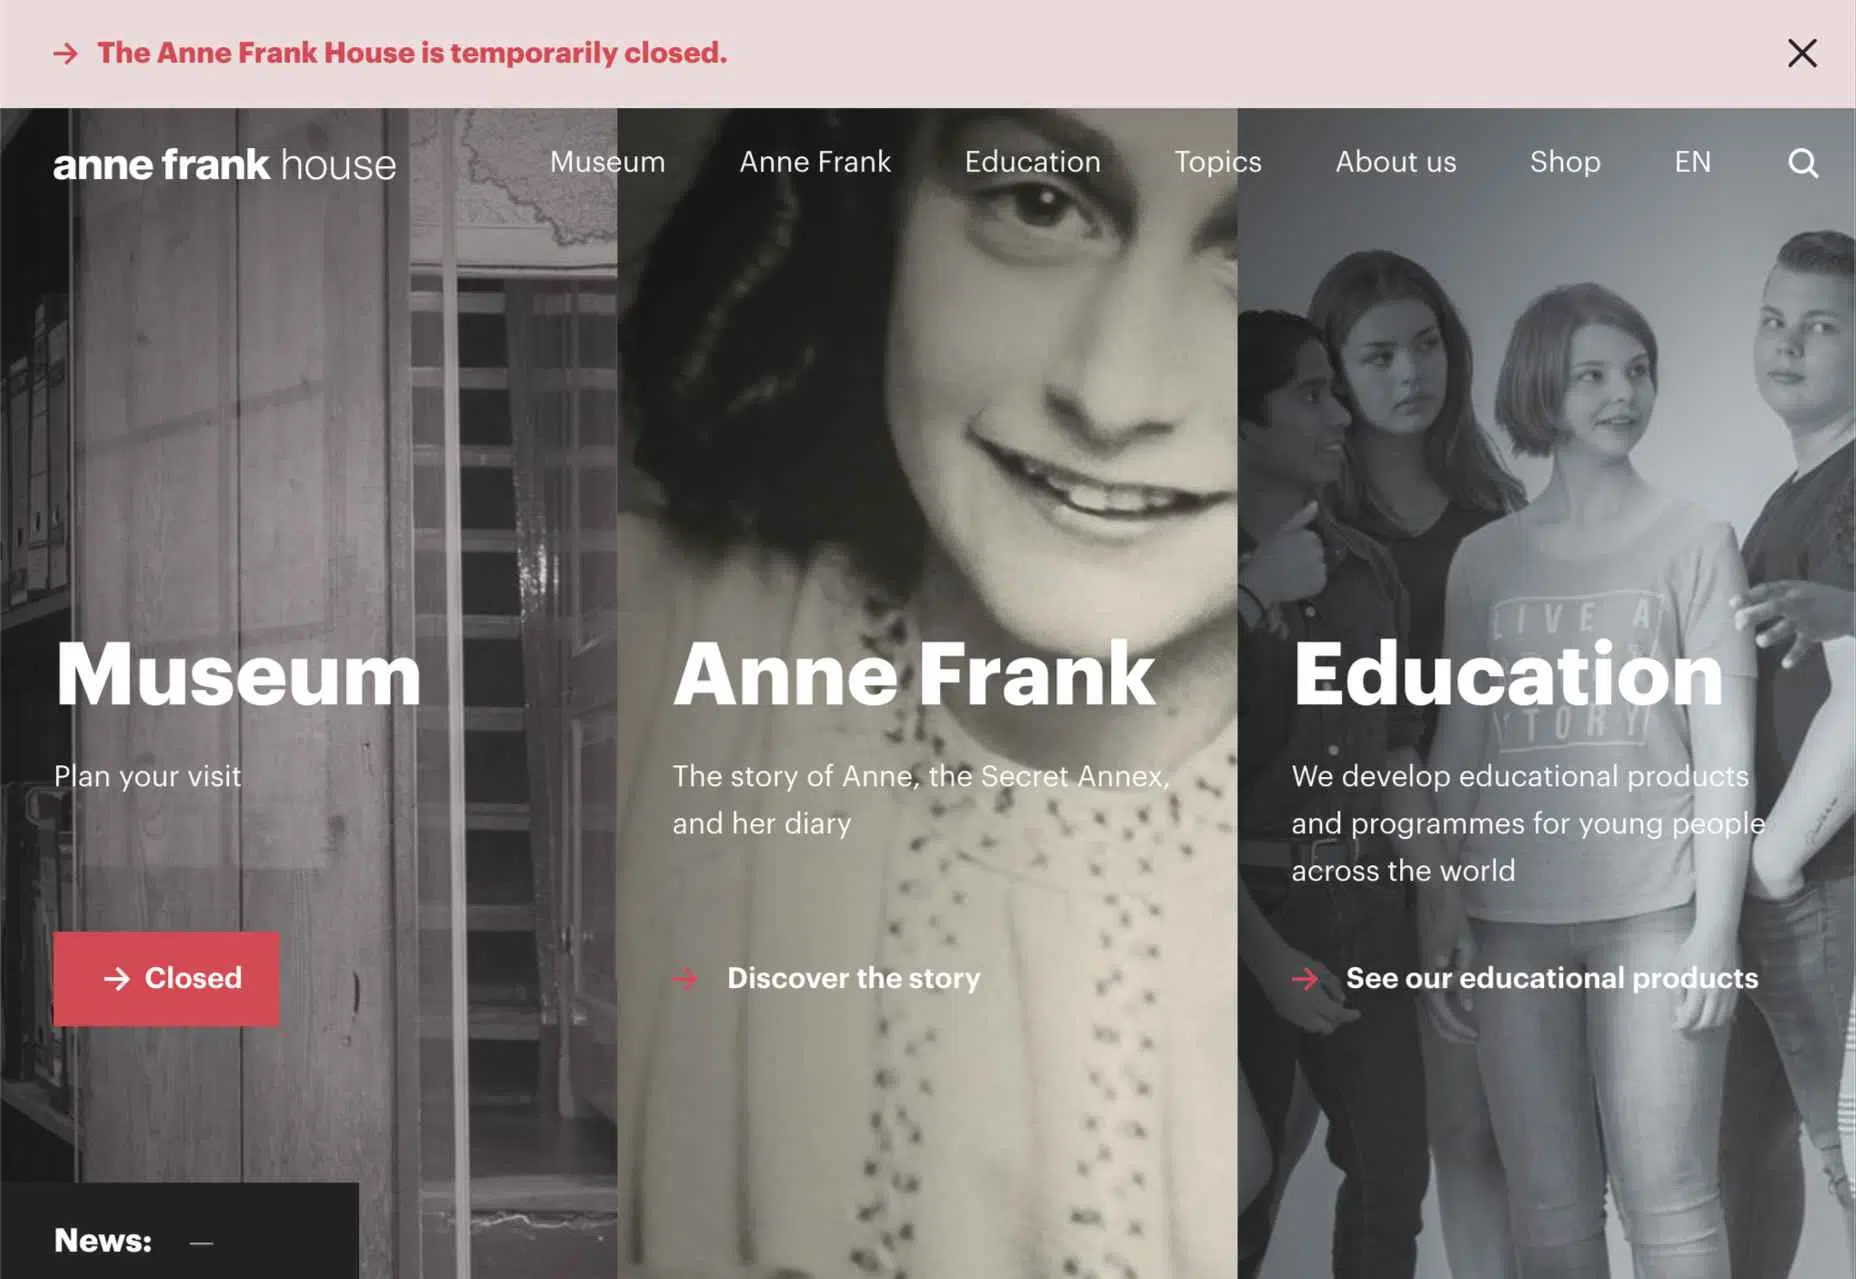 The Anne Frank House is temporarily closed.
anne frank house
Museum
Anne Frank
Education
Topics
About us
Shop
EN
Museum
Plan your visit
Closed
Anne Frank
The story of Anne, the Secret Annex,
and her diary
Discover the story
Education
We develop educational products
and programmes for young people
across the world
See our educational products
LIVE A
STORY
News: —